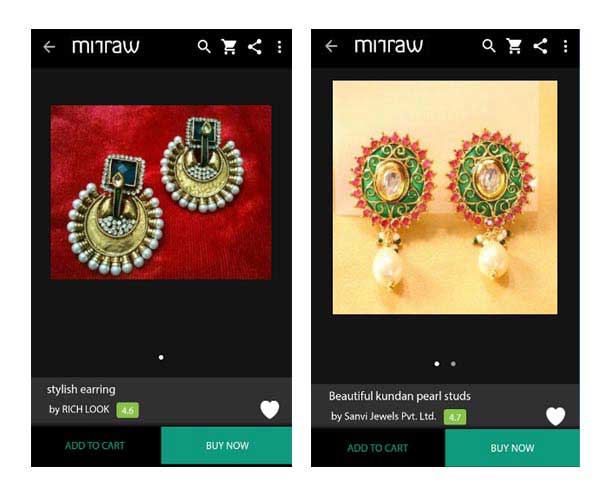 mirraw
stylish earring
by RICH LOOK 4.6
ADD TO CART BUY NOW
mirraw
Beautiful kundan pearl studs
by Sanvi Jewels Pvt. Ltd. 4.7
ADD TO CART BUY NOW